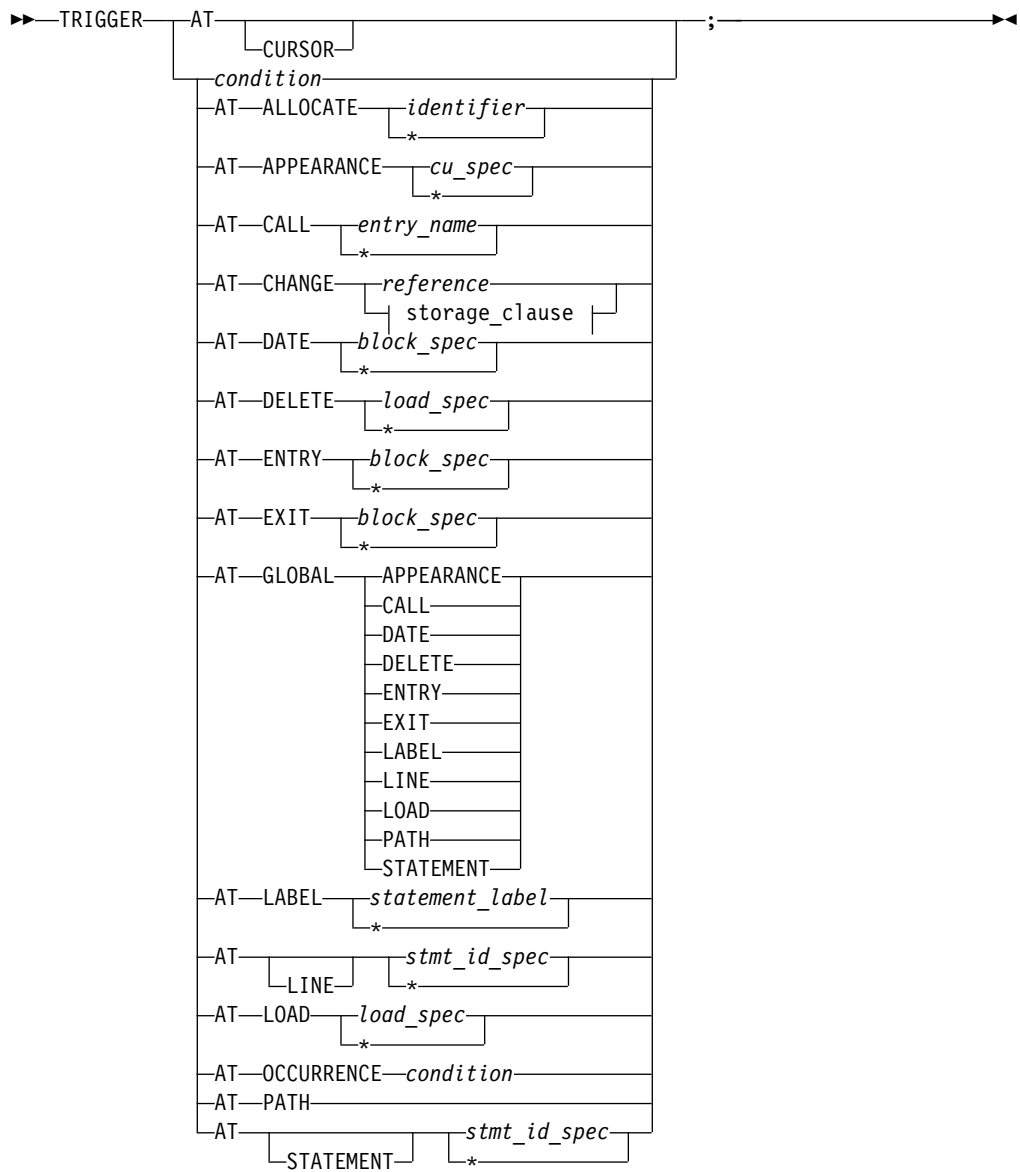 TRIGGER AT ;
CURSOR
condition
AT ALLOCATE identifier
*
AT APPEARANCE cu_spec
*
AT CALL entry_name
*
AT CHANGE reference
storage_clause
AT DATE block_spec
*
AT DELETE load_spec
*
AT ENTRY block_spec
*
AT EXIT block_spec
*
AT GLOBAL APPEARANCE
CALL
DATE
DELETE
ENTRY
EXIT
LABEL
LINE
LOAD
PATH
STATEMENT
AT LABEL statement_label
*
AT stmt_id_spec
LINE *
AT LOAD load_spec
*
AT OCCURRENCE condition
AT PATH
AT stmt_id_spec
STATEMENT *